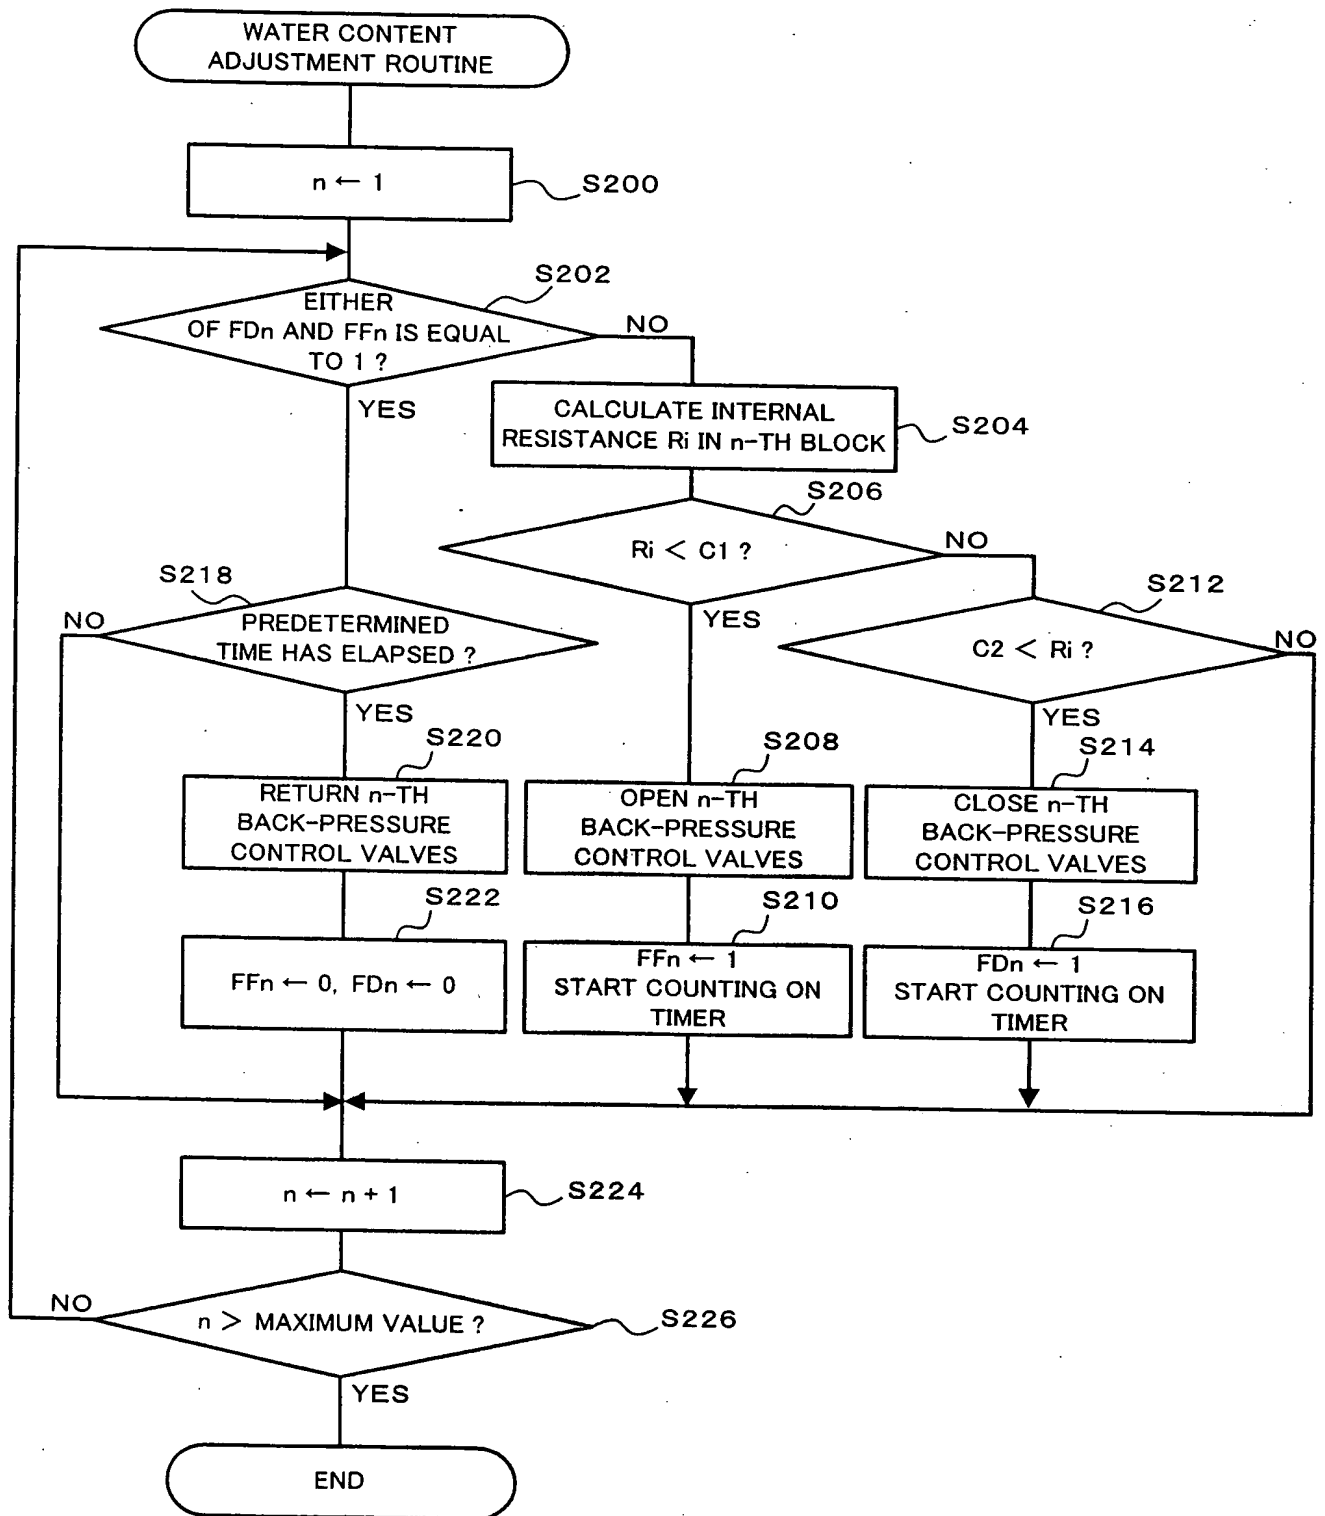 WATER CONTENT
ADJUSTMENT ROUTINE
n ← 1
S200
S202
EITHER
OF FDn AND FFn IS EQUAL
TO 1 ?
NO
YES
CALCULATE INTERNAL
RESISTANCE Ri IN n-TH BLOCK
S204
S206
Ri < C1 ?
NO
YES
S218
NO
PREDETERMINED
TIME HAS ELAPSED ?
YES
S212
C2 < Ri ?
NO
YES
S220
RETURN n-TH
BACK-PRESSURE
CONTROL VALVES
S208
OPEN n-TH
BACK-PRESSURE
CONTROL VALVES
S214
CLOSE n-TH
BACK-PRESSURE
CONTROL VALVES
S222
FFn ← 0, FDn ← 0
S210
FFn ← 1
START COUNTING ON
TIMER
S216
FDn ← 1
START COUNTING ON
TIMER
n ← n + 1
S224
NO
n > MAXIMUM VALUE ?
S226
YES
END